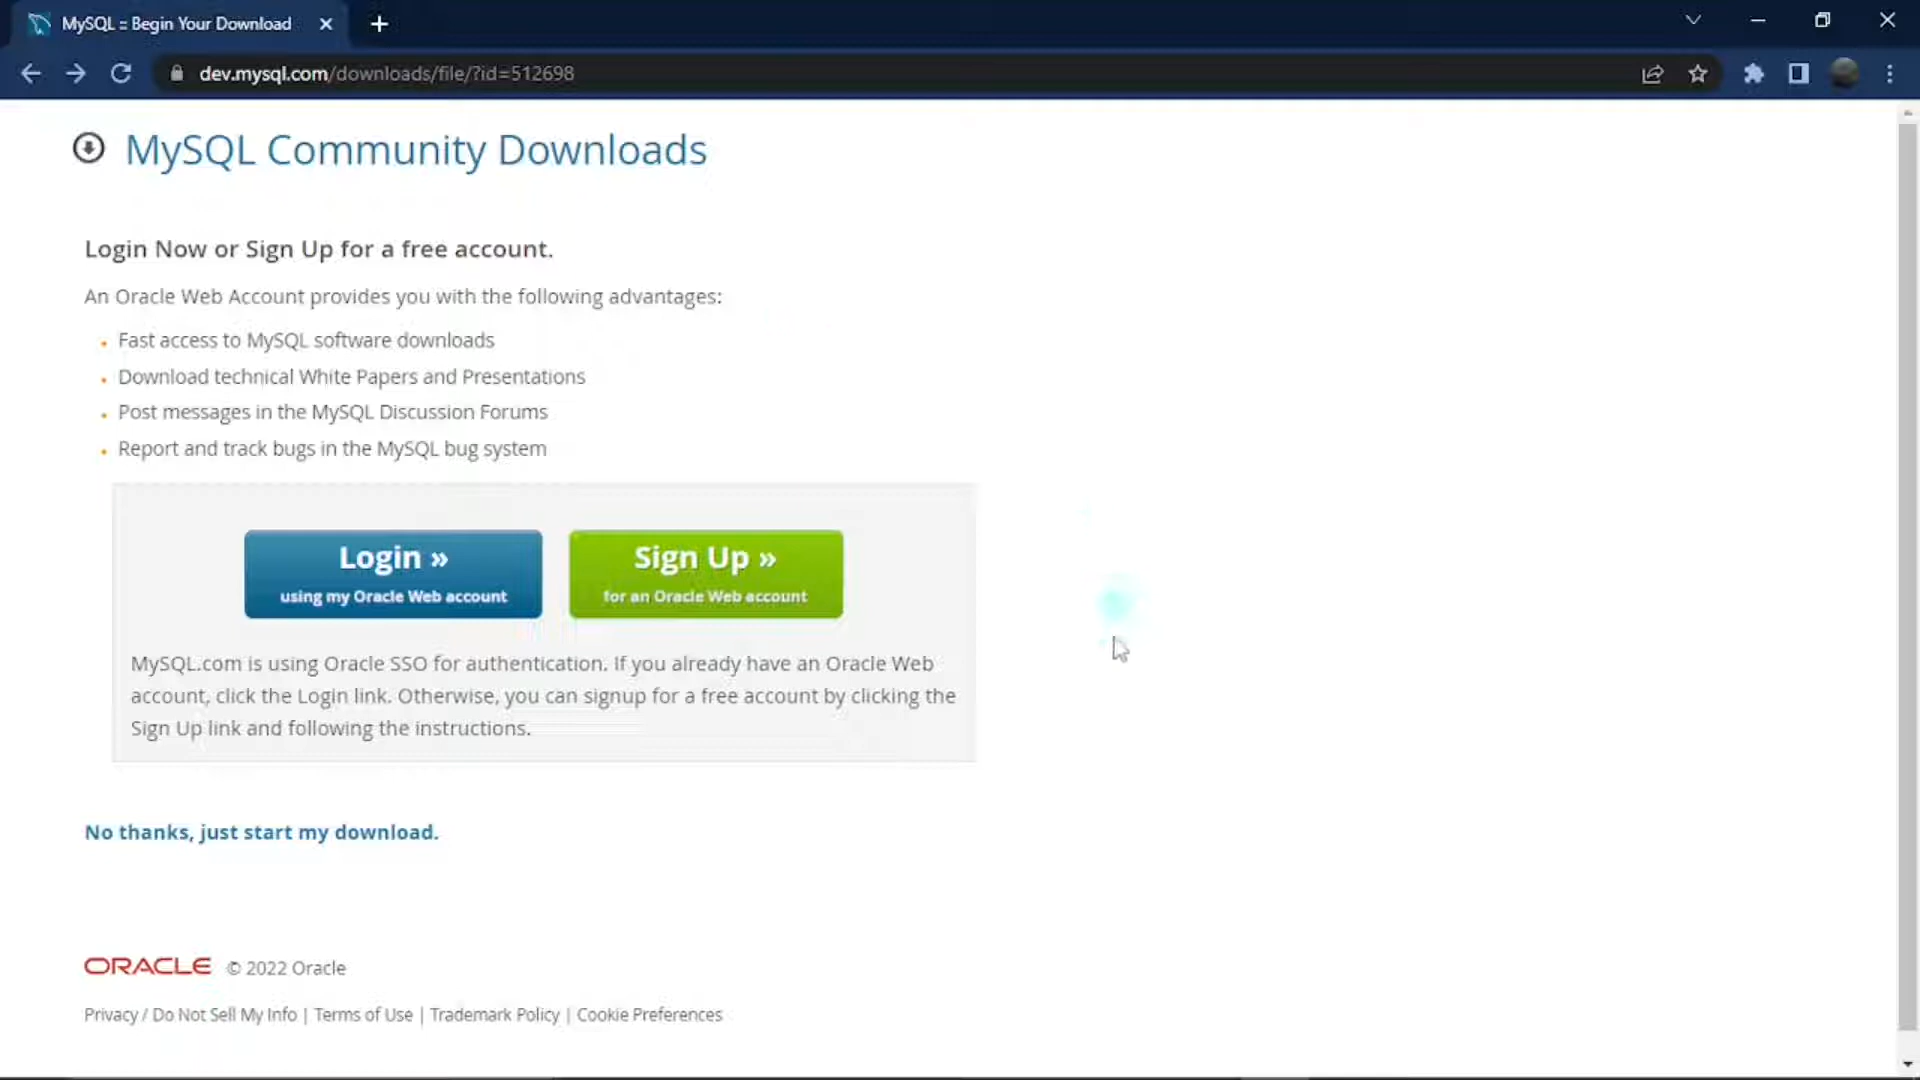 MySQL :: Begin Your Download
dev.mysql.com/downloads/file/?id=512698
MySQL Community Downloads
Login Now or Sign Up for a free account.
An Oracle Web Account provides you with the following advantages:
Fast access to MySQL software downloads
Download technical White Papers and Presentations
Post messages in the MySQL Discussion Forums
Report and track bugs in the MySQL bug system
Login »
using my Oracle Web account
Sign Up »
for an Oracle Web account
MySQL.com is using Oracle SSO for authentication. If you already have an Oracle Web
account, click the Login link. Otherwise, you can signup for a free account by clicking the
Sign Up link and following the instructions.
No thanks, just start my download.
ORACLE © 2022 Oracle
Privacy / Do Not Sell My Info | Terms of Use | Trademark Policy | Cookie Preferences